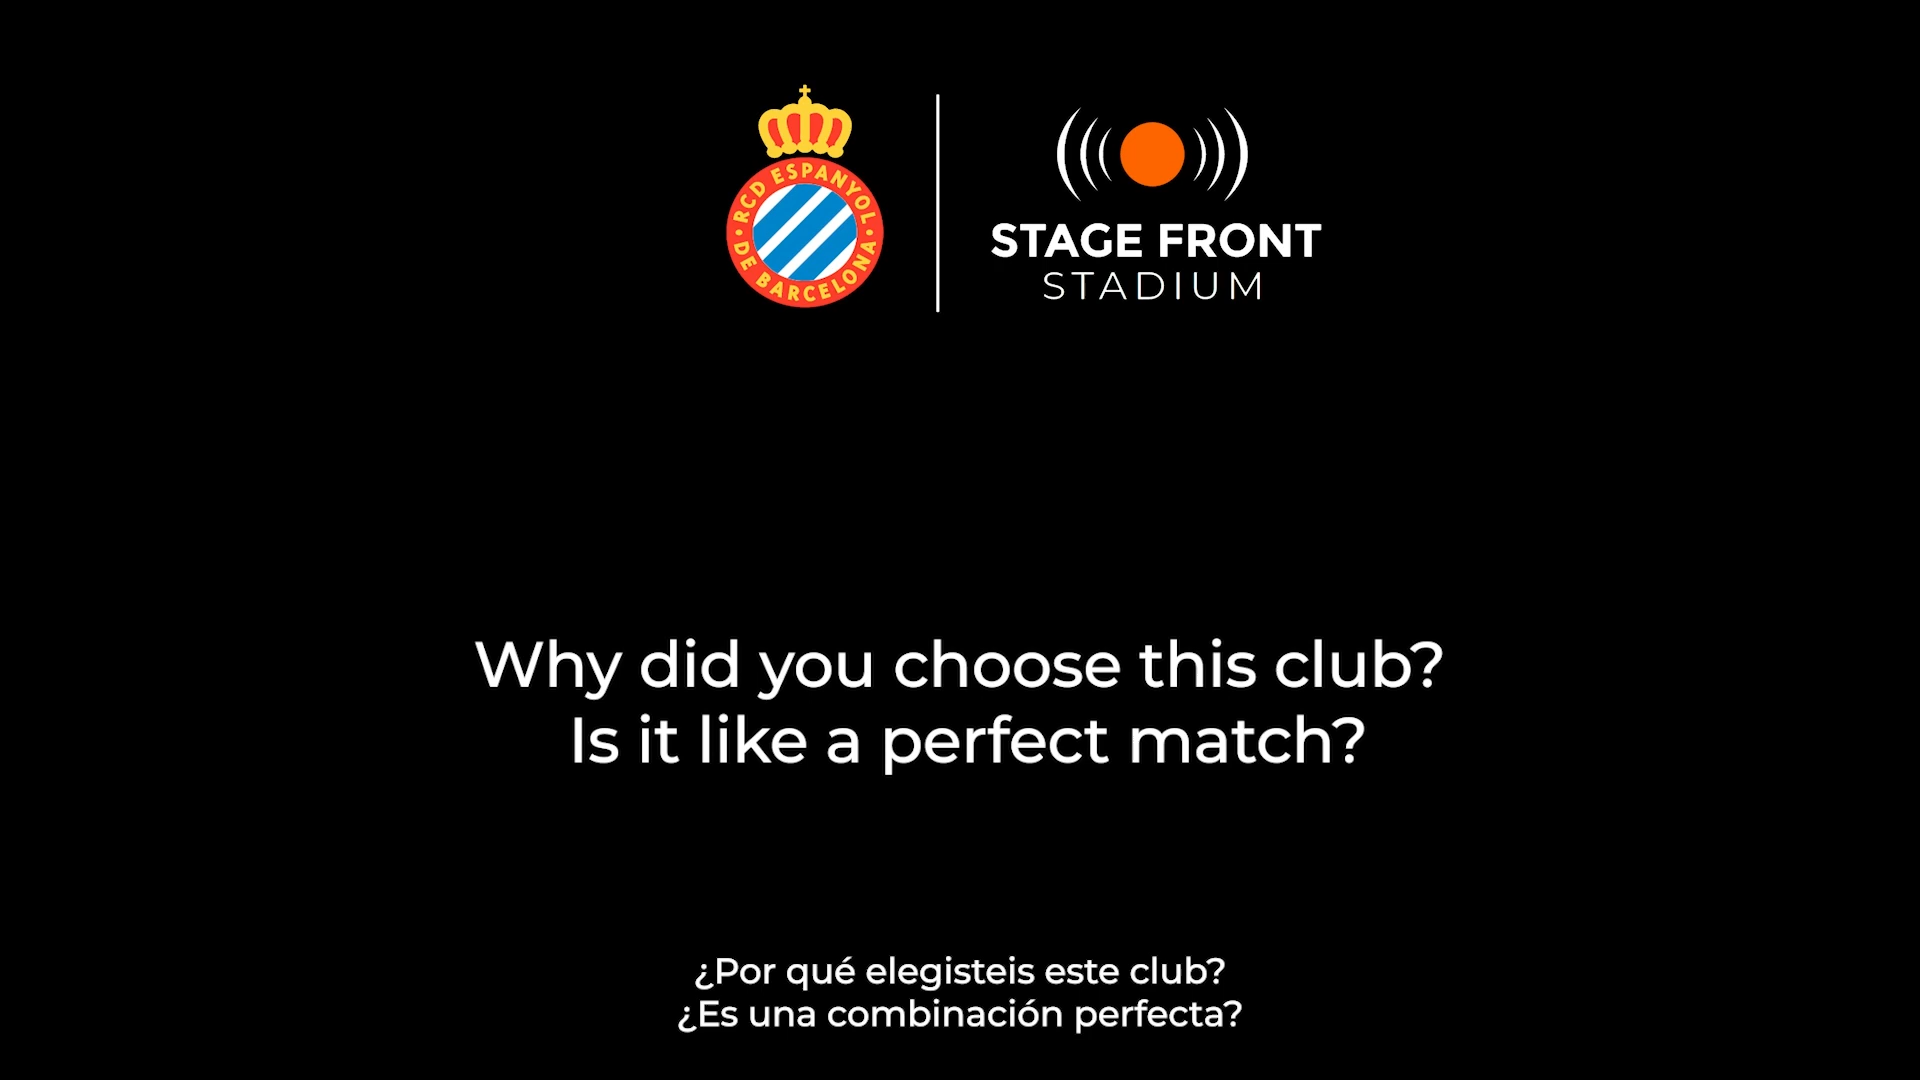 RCD ESPANYOL
DE BARCELONA
STAGE FRONT
STADIUM
Why did you choose this club?
Is it like a perfect match?
¿Por qué elegisteis este club?
¿Es una combinación perfecta?